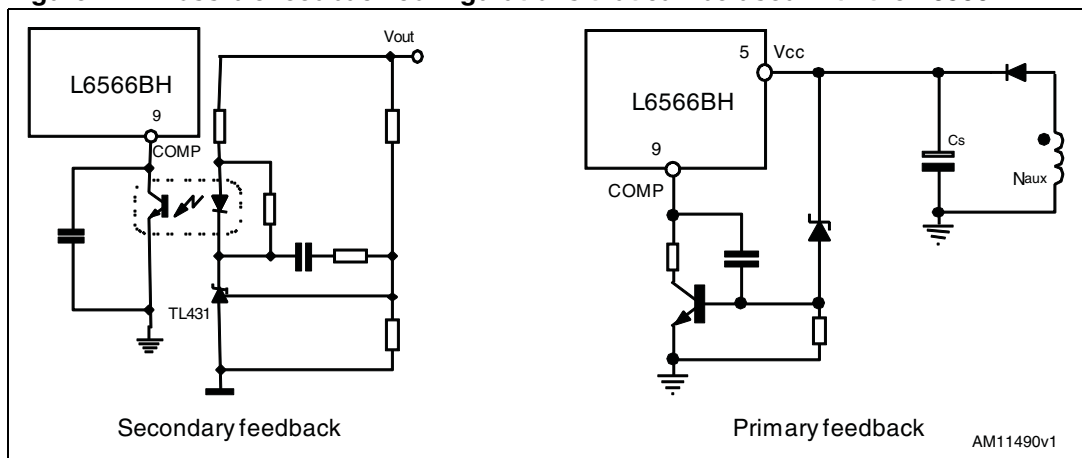 Vout
L6566BH
9
COMP
TL431
Secondary feedback
5 Vcc
L6566BH
9
COMP
Cs
Naux
Primary feedback
AM11490v1